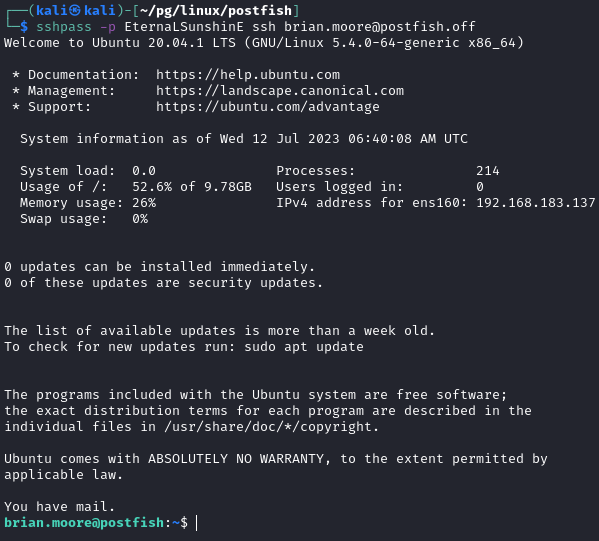 ┌──(kali㉿kali)-[~/pg/linux/postfish]
└─$ sshpass -p EternaLSunshinE ssh brian.moore@postfish.off
Welcome to Ubuntu 20.04.1 LTS (GNU/Linux 5.4.0-64-generic x86_64)

 * Documentation:  https://help.ubuntu.com
 * Management:     https://landscape.canonical.com
 * Support:        https://ubuntu.com/advantage

  System information as of Wed 12 Jul 2023 06:40:08 AM UTC

  System load:  0.0               Processes:               214
  Usage of /:   52.6% of 9.78GB   Users logged in:         0
  Memory usage: 26%               IPv4 address for ens160: 192.168.183.137
  Swap usage:   0%


0 updates can be installed immediately.
0 of these updates are security updates.


The list of available updates is more than a week old.
To check for new updates run: sudo apt update


The programs included with the Ubuntu system are free software;
the exact distribution terms for each program are described in the
individual files in /usr/share/doc/*/copyright.

Ubuntu comes with ABSOLUTELY NO WARRANTY, to the extent permitted by
applicable law.

You have mail.
brian.moore@postfish:~$